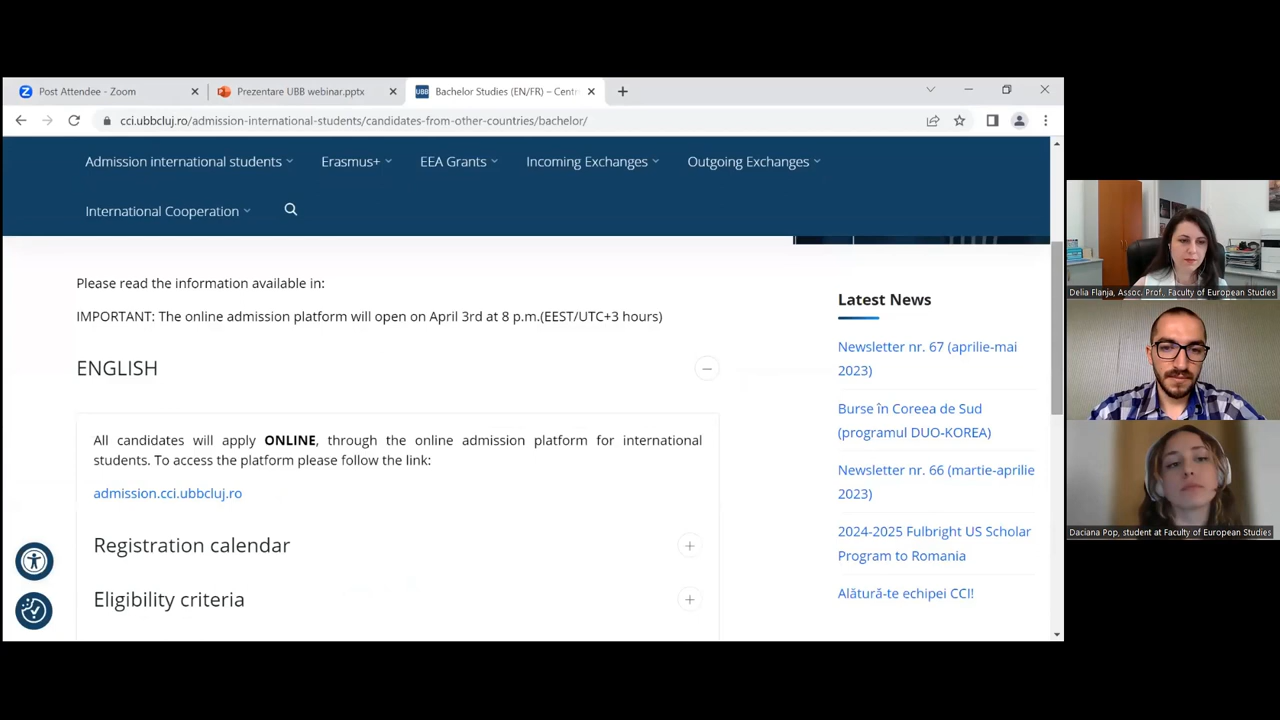 Post Attendee - Zoom
Prezentare UBB webinar.pptx
UBB
Bachelor Studies (EN/FR) – Centr
cci.ubbcluj.ro/admission-international-students/candidates-from-other-countries/bachelor/
Admission international students
Erasmus+
EEA Grants
Incoming Exchanges
Outgoing Exchanges
International Cooperation
Please read the information available in:
IMPORTANT: The online admission platform will open on April 3rd at 8 p.m.(EEST/UTC+3 hours)
ENGLISH
All candidates will apply ONLINE, through the online admission platform for international
students. To access the platform please follow the link:
admission.cci.ubbcluj.ro
Registration calendar
Eligibility criteria
Latest News
Newsletter nr. 67 (aprilie-mai
2023)
Burse în Coreea de Sud
(programul DUO-KOREA)
Newsletter nr. 66 (martie-aprilie
2023)
2024-2025 Fulbright US Scholar
Program to Romania
Alătură-te echipei CCI!
Delia Flanja, Assoc. Prof., Faculty of European Studies
Daciana Pop, student at Faculty of European Studies